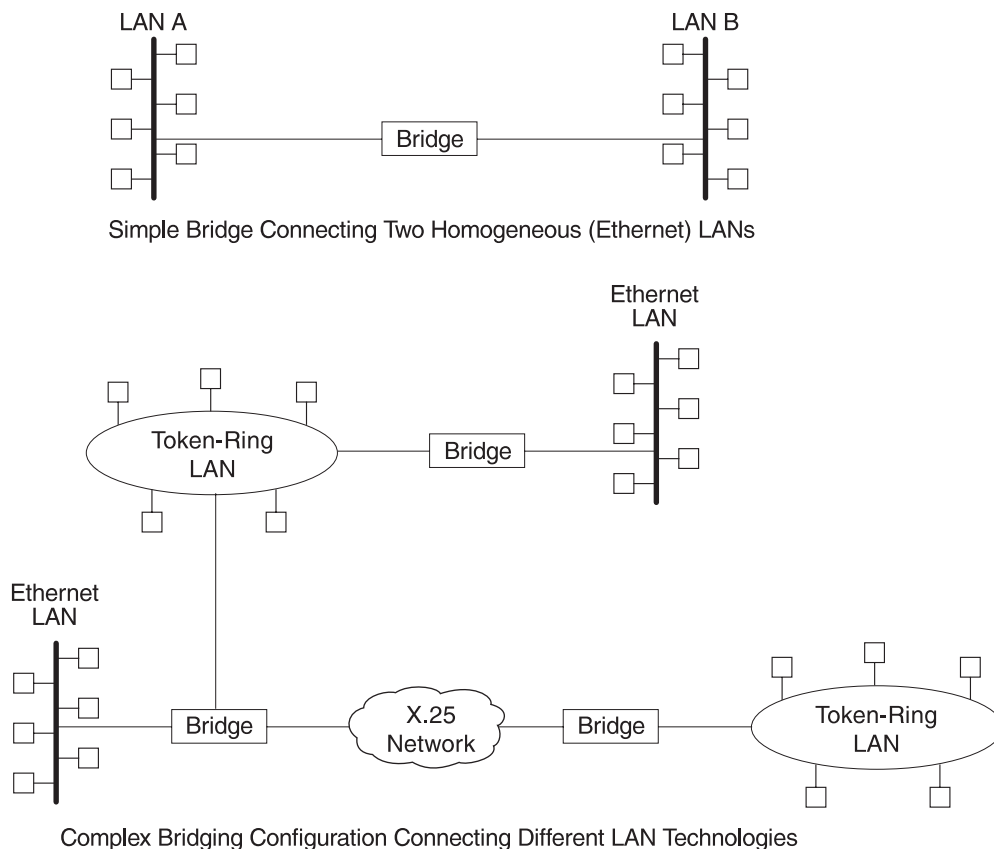 LAN A
LAN B
Bridge
Simple Bridge Connecting Two Homogeneous (Ethernet) LANs
Ethernet
LAN
Token-Ring
LAN
Bridge
Ethernet
LAN
Bridge
X.25
Network
Bridge
Token-Ring
LAN
Complex Bridging Configuration Connecting Different LAN Technologies